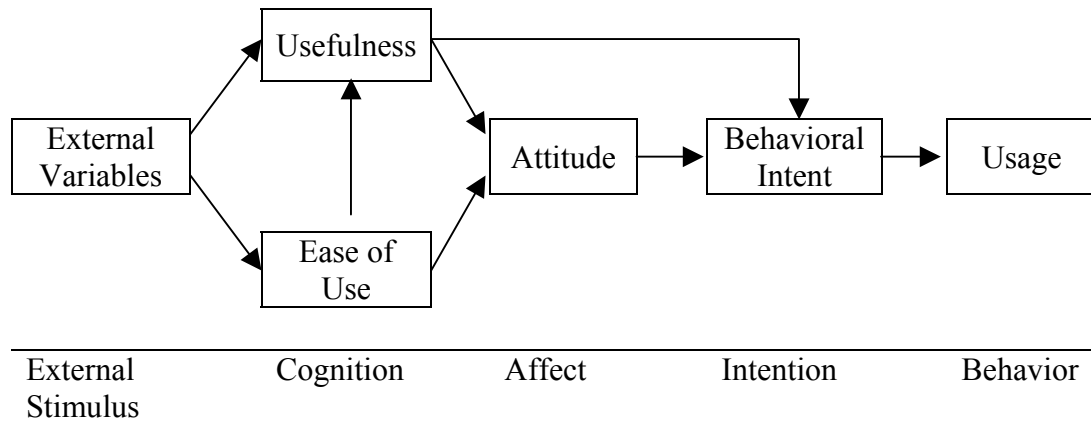 Usefulness
External
Variables
Attitude
Behavioral
Intent
Usage
Ease of
Use
External
Stimulus
Cognition
Affect
Intention
Behavior